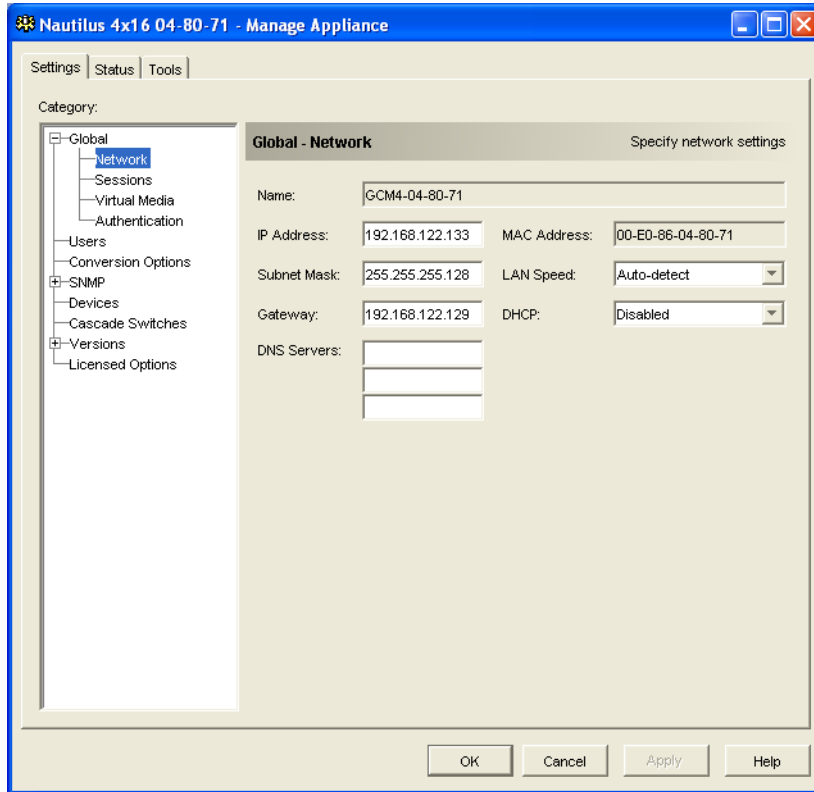 Nautilus 4x16 04-80-71 - Manage Appliance
Settings Status Tools
Category:
Global
Network
Sessions
Virtual Media
Authentication
Users
Conversion Options
SNMP
Devices
Cascade Switches
Versions
Licensed Options
Global - Network Specify network settings
Name: GCM4-04-80-71
IP Address: 192.168.122.133 MAC Address: 00-E0-86-04-80-71
Subnet Mask: 255.255.255.128 LAN Speed: Auto-detect
Gateway: 192.168.122.129 DHCP: Disabled
DNS Servers:
OK Cancel Apply Help